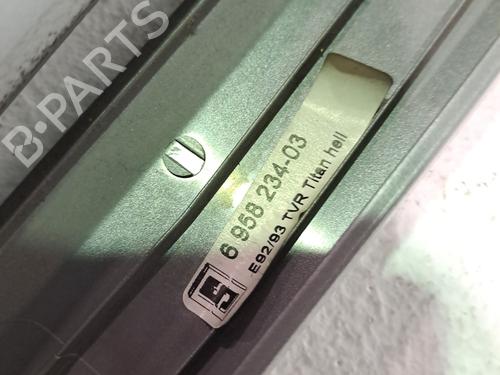 B-PARTS
6 958 234-03
E92/93 TVR Titan hell